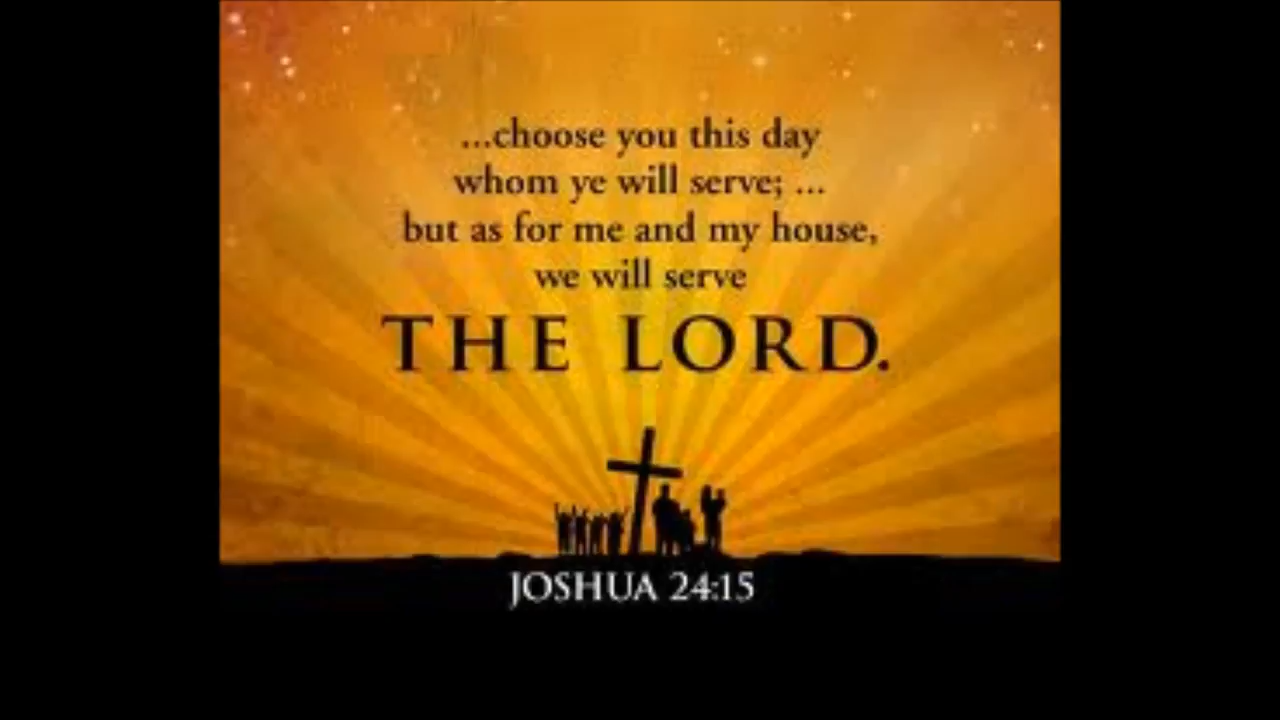 ...choose you this day
whom ye will serve; ...
but as for me and my house,
we will serve
THE LORD.
JOSHUA 24:15